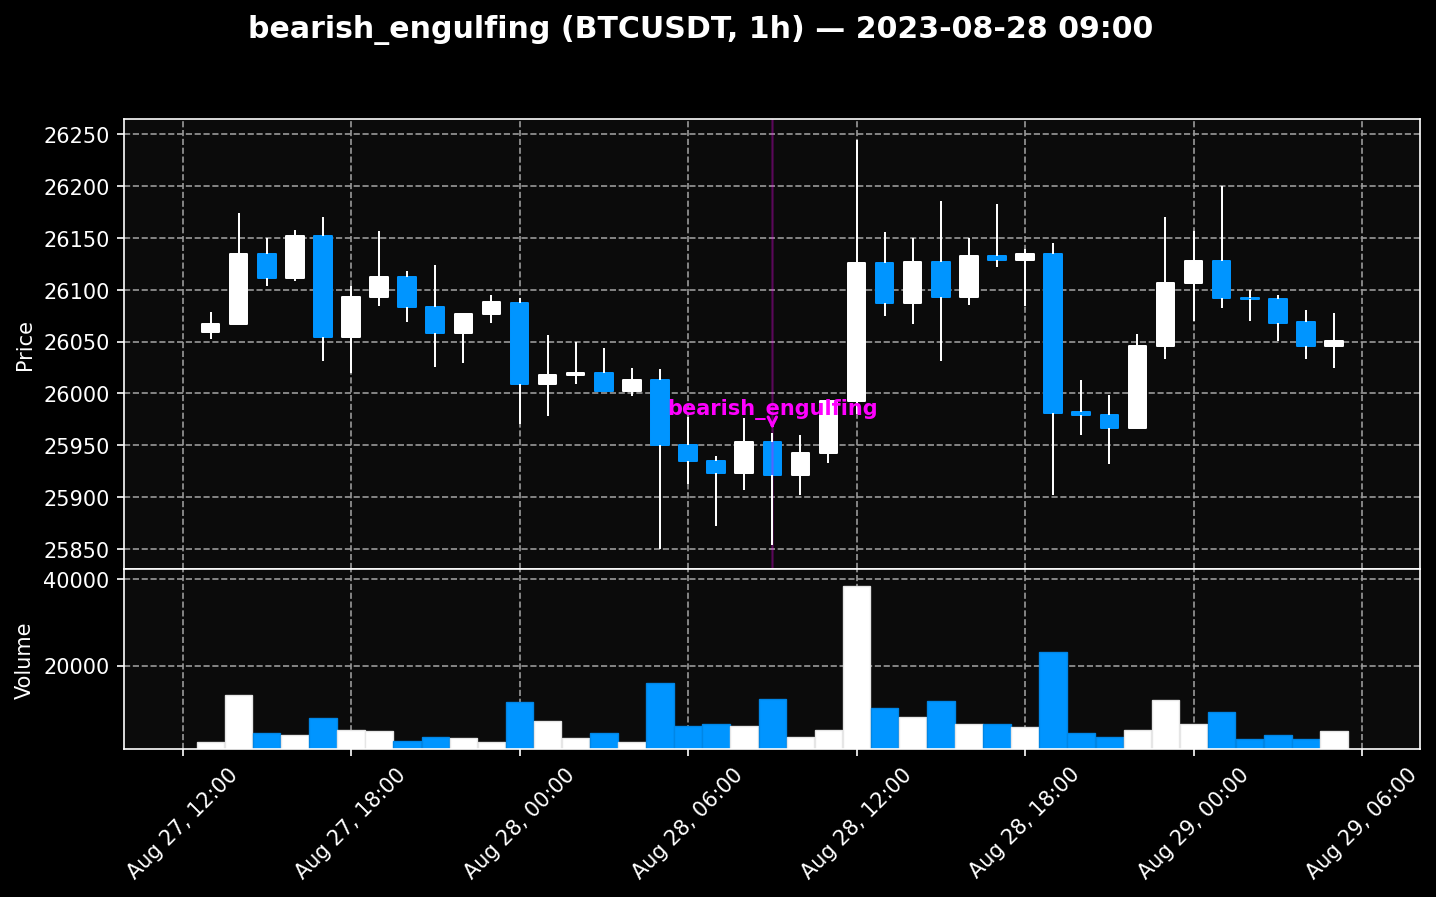 bearish_engulfing (BTCUSDT, 1h) — 2023-08-28 09:00
26250
26200
26150
26100
26050
26000
25950
25900
25850
Price
bearish_engulfing
40000
20000
Volume
Aug 27, 12:00
Aug 27, 18:00
Aug 28, 00:00
Aug 28, 06:00
Aug 28, 12:00
Aug 28, 18:00
Aug 29, 00:00
Aug 29, 06:00